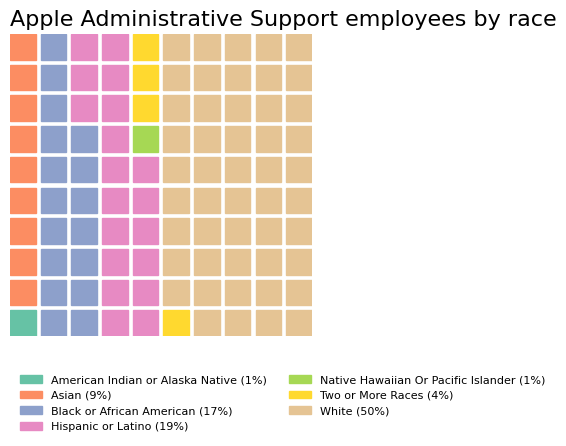 Apple Administrative Support employees by race
American Indian or Alaska Native (1%)
Asian (9%)
Black or African American (17%)
Hispanic or Latino (19%)
Native Hawaiian Or Pacific Islander (1%)
Two or More Races (4%)
White (50%)